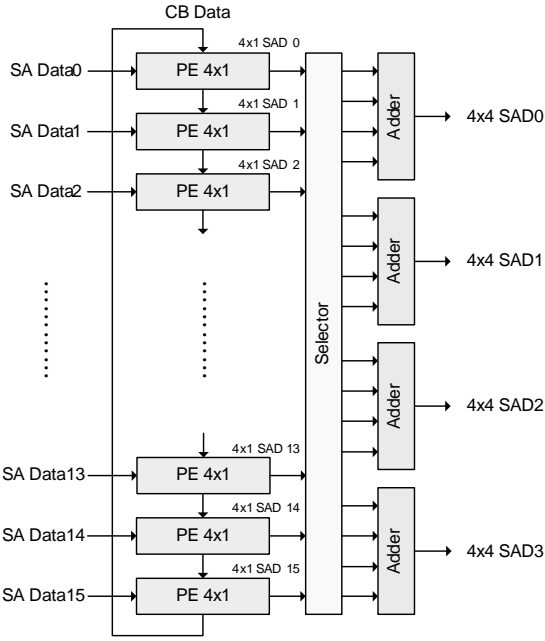 CB Data
4x1 SAD 0
SA Data0 PE 4x1
4x1 SAD 1
SA Data1 PE 4x1
4x1 SAD 2
SA Data2 PE 4x1
Adder 4x4 SAD0
Adder 4x4 SAD1
Selector
Adder 4x4 SAD2
4x1 SAD 13
SA Data13 PE 4x1
4x1 SAD 14
SA Data14 PE 4x1
4x1 SAD 15
SA Data15 PE 4x1
Adder 4x4 SAD3